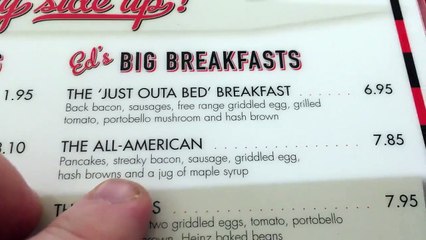 side up!
Ed's BIG BREAKFASTS
1.95
THE 'JUST OUTA BED' BREAKFAST 6.95
Back bacon, sausages, free range griddled egg, grilled
tomato, portobello mushroom and hash brown
.10
THE ALL-AMERICAN 7.85
Pancakes, streaky bacon, sausage, griddled egg,
hash browns and a jug of maple syrup
7.95
two griddled eggs, tomato, portobello
Heinz baked beans